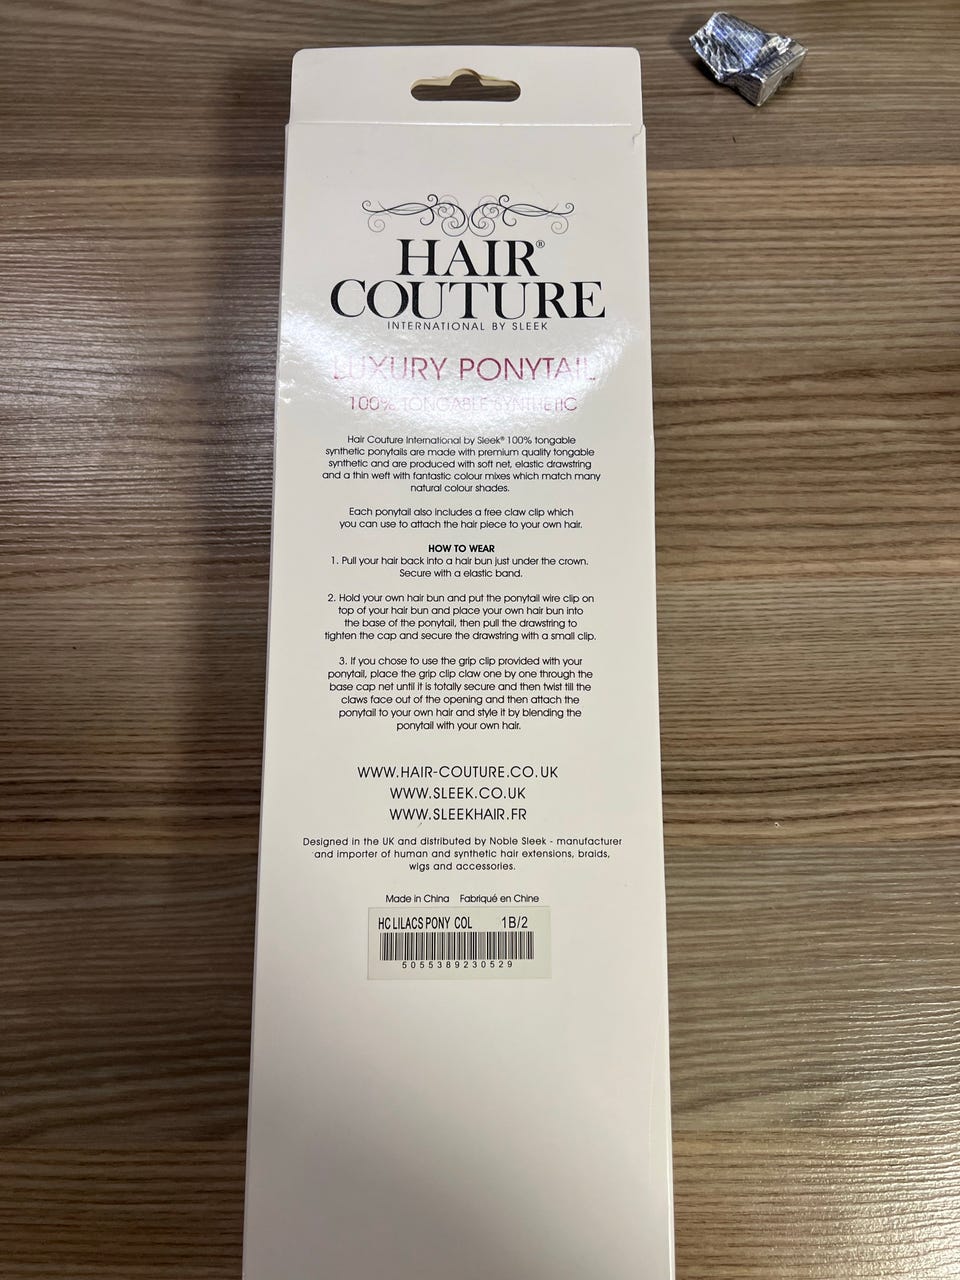 HAIR®
COUTURE
INTERNATIONAL BY SLEEK
LUXURY PONYTAIL
100% TONGABLE SYNTHETIC
Hair Couture International by Sleek® 100% tongable
synthetic ponytails are made with premium quality tongable
synthetic and are produced with soft net, elastic drawstring
and a thin weft with fantastic colour mixes which match many
natural colour shades.
Each ponytail also includes a free claw clip which
you can use to attach the hair piece to your own hair.
HOW TO WEAR
1. Pull your hair back into a hair bun just under the crown.
Secure with a elastic band.
2. Hold your own hair bun and put the ponytail wire clip on
top of your hair bun and place your own hair bun into
the base of the ponytail, then pull the drawstring to
tighten the cap and secure the drawstring with a small clip.
3. If you chose to use the grip clip provided with your
ponytail, place the grip clip claw one by one through the
base cap net until it is totally secure and then twist till the
claws face out of the opening and then attach the
ponytail to your own hair and style it by blending the
ponytail with your own hair.
WWW.HAIR-COUTURE.CO.UK
WWW.SLEEK.CO.UK
WWW.SLEEKHAIR.FR
Designed in the UK and distributed by Noble Sleek - manufacturer
and importer of human and synthetic hair extensions, braids,
wigs and accessories.
Made in China Fabriqué en Chine
HC LILACS PONY COL 1B/2
5055389230529